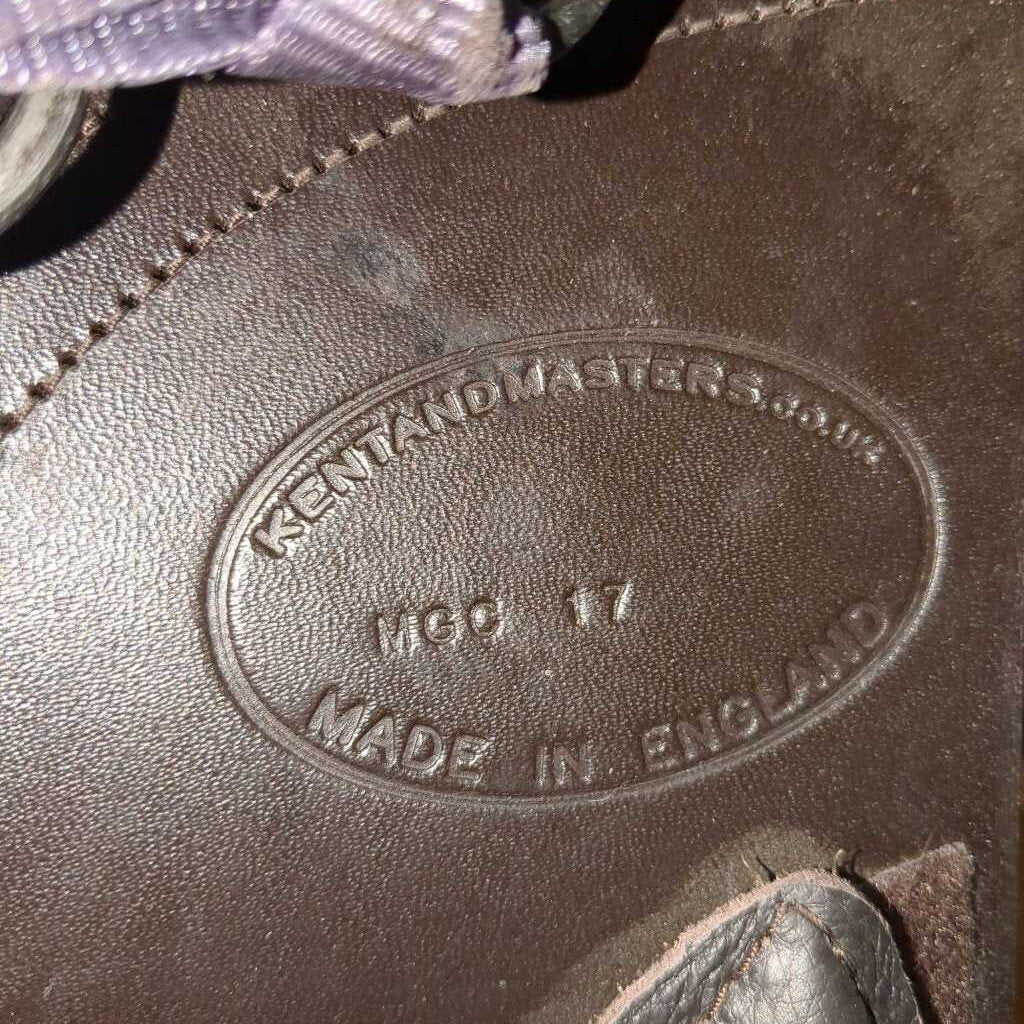 KENTANDMASTERS.co.uk
MGC 17
MADE IN ENGLAND